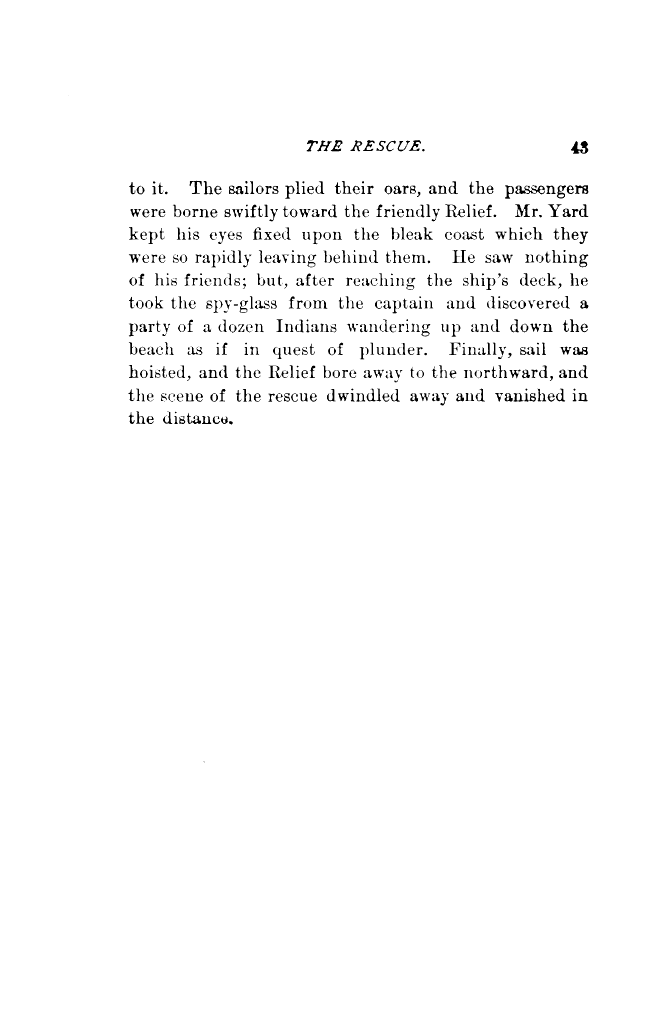 THE RESCUE. 43
to it. The sailors plied their oars, and the passengers
were borne swiftly toward the friendly Relief. Mr. Yard
kept his eyes fixed upon the bleak coast which they
were so rapidly leaving behind them. He saw nothing
of his friends; but, after reaching the ship's deck, he
took the spy-glass from the captain and discovered a
party of a dozen Indians wandering up and down the
beach as if in quest of plunder. Finally, sail was
hoisted, and the Relief bore away to the northward, and
the scene of the rescue dwindled away and vanished in
the distance.